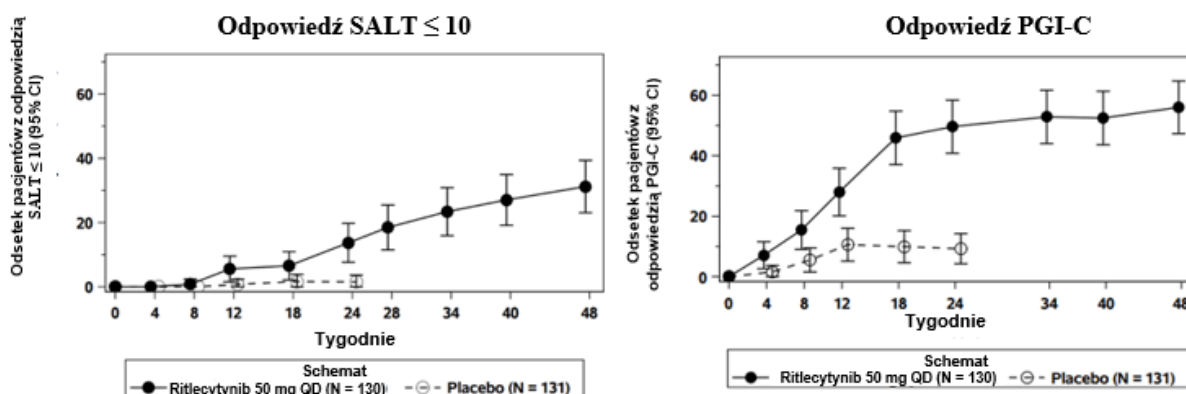 Odpowiedź SALT ≤ 10
Odsetek pacjentów z odpowiedzią
SALT ≤ 10 (95% CI)
60
40
20
0
0 4 8 12 18 24 28 34 40 48
Tygodnie
Schemat
Ritlecytynib 50 mg QD (N = 130) Placebo (N = 131)
Odpowiedź PGI-C
Odsetek pacjentów z
odpowiedzią PGI-C (95% CI)
60
40
20
0
0 4 8 12 18 24 34 40 48
Tygodnie
Schemat
Ritlecytynib 50 mg QD (N = 130) Placebo (N = 131)